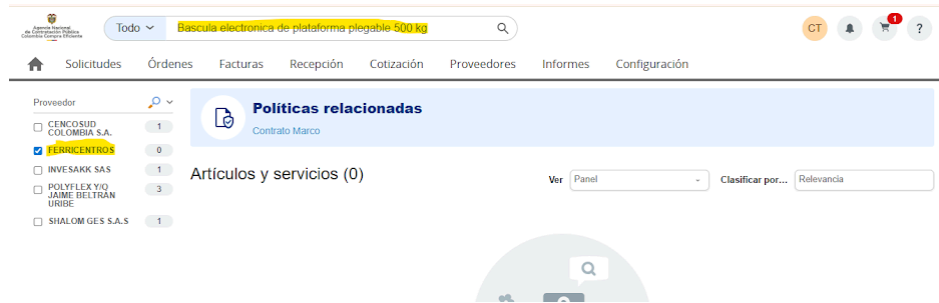 Agencia Nacional
de Contratación Pública
Colombia Compra Eficiente
Todo
Bascula electronica de plataforma plegable 500 kg
CT
1
?
Solicitudes
Órdenes
Facturas
Recepción
Cotización
Proveedores
Informes
Configuración
Proveedor
CENCOSUD
COLOMBIA S.A.
1
FERRICENTROS
0
INVESAKK SAS
1
POLYFLEX Y/Q
JAIME BELTRAN
URIBE
3
SHALOM GES S.A.S
1
Políticas relacionadas
Contrato Marco
Artículos y servicios (0)
Ver
Panel
Clasificar por...
Relevancia